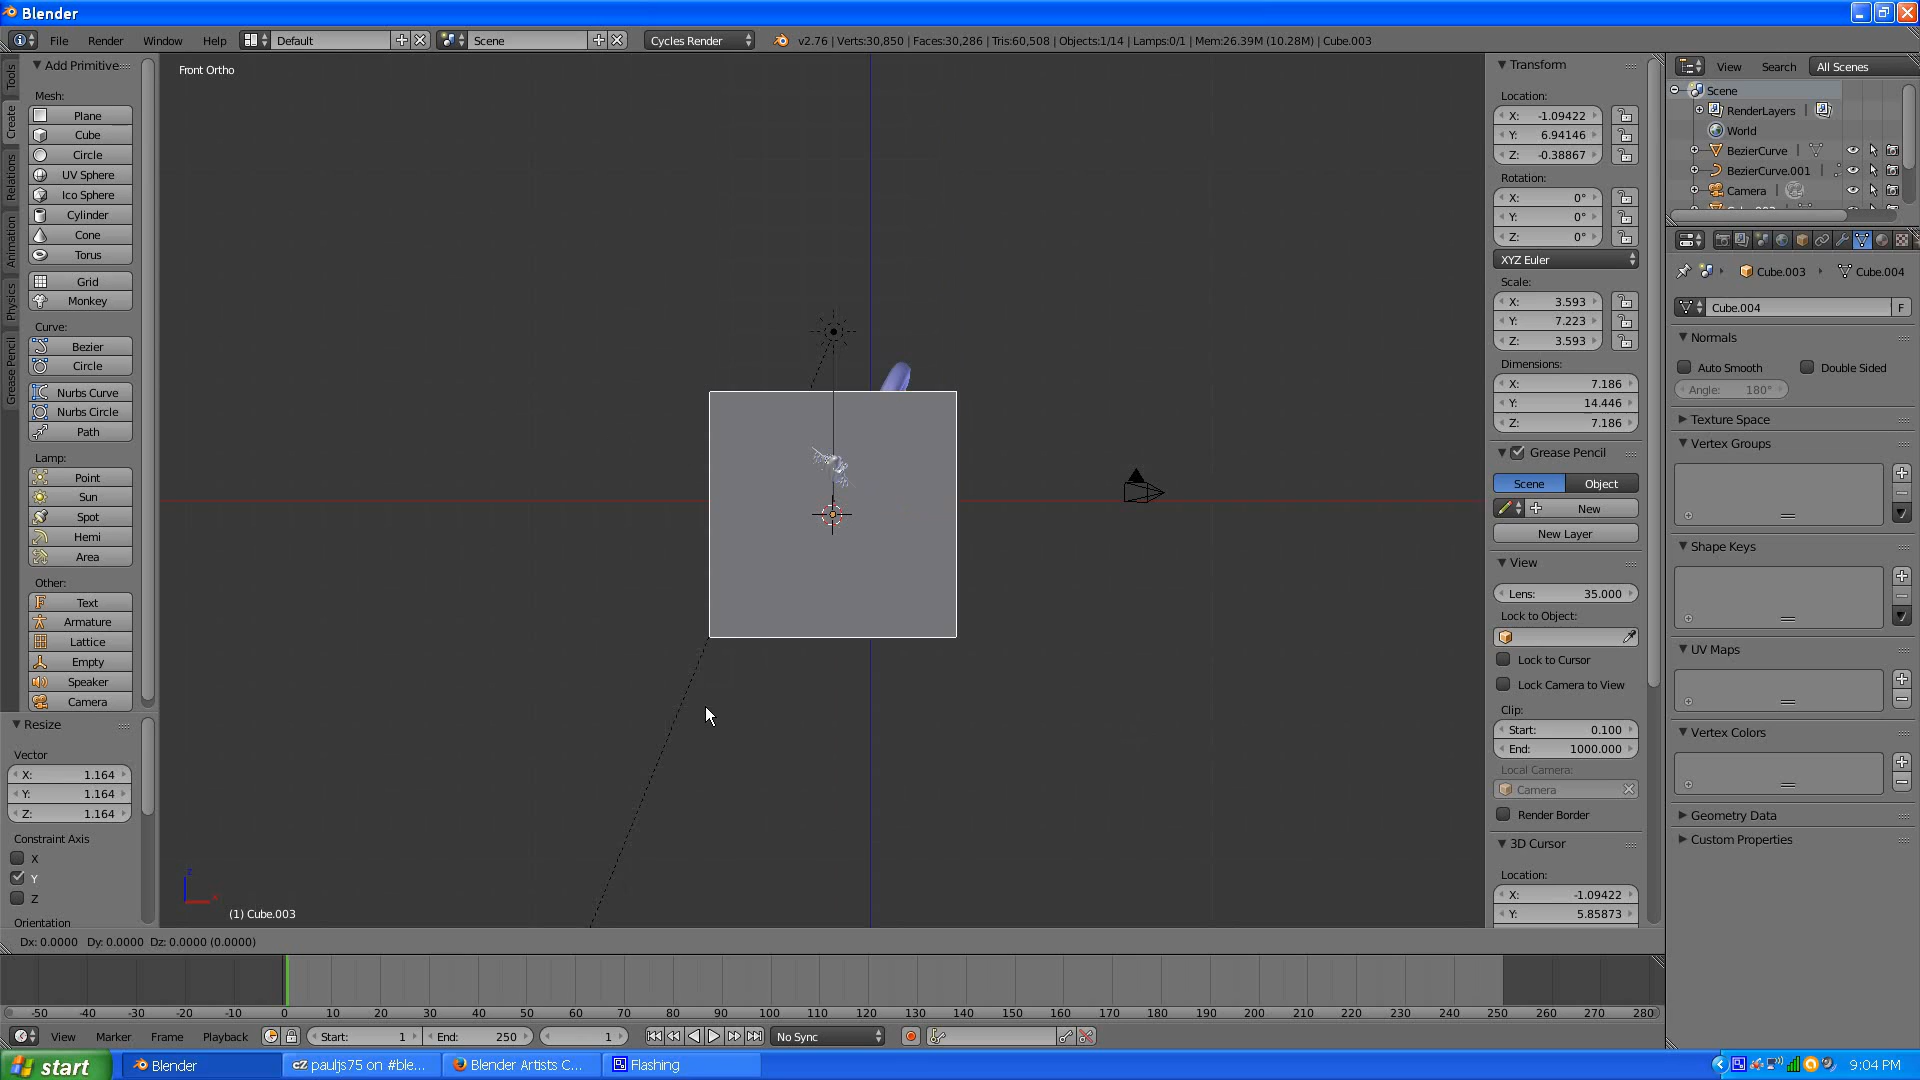 Blender
File Render Window Help Default Scene Cycles Render v2.76 | Verts:30,850 | Faces:30,286 | Tris:60,508 | Objects:1/14 | Lamps:0/1 | Mem:26.39M (10.28M) | Cube.003
Tools
Create
Relations
Animation
Physics
Grease Pencil
Add Primitive
Mesh:
Plane
Cube
Circle
UV Sphere
Ico Sphere
Cylinder
Cone
Torus
Grid
Monkey
Curve:
Bezier
Circle
Nurbs Curve
Nurbs Circle
Path
Lamp:
Point
Sun
Spot
Hemi
Area
Other:
Text
Armature
Lattice
Empty
Speaker
Camera
Resize
Vector
X: 1.164
Y: 1.164
Z: 1.164
Constraint Axis
X
Y
Z
Orientation
Front Ortho
z
x
(1) Cube.003
Dx: 0.0000 Dy: 0.0000 Dz: 0.0000 (0.0000)
Transform
Location:
X: -1.09422
Y: 6.94146
Z: -0.38867
Rotation:
X: 0°
Y: 0°
Z: 0°
XYZ Euler
Scale:
X: 3.593
Y: 7.223
Z: 3.593
Dimensions:
X: 7.186
Y: 14.446
Z: 7.186
Grease Pencil
Scene Object
New
New Layer
View
Lens: 35.000
Lock to Object:
Lock to Cursor
Lock Camera to View
Clip:
Start: 0.100
End: 1000.000
Local Camera:
Camera
Render Border
3D Cursor
Location:
X: -1.09422
Y: 5.85873
View Search All Scenes
Scene
RenderLayers |
World
BezierCurve |
BezierCurve.001 |
Camera |
Cube.003 Cube.004
Cube.004 F
Normals
Auto Smooth Double Sided
Angle: 180°
Texture Space
Vertex Groups
Shape Keys
UV Maps
Vertex Colors
Geometry Data
Custom Properties
-50 -40 -30 -20 -10 0 10 20 30 40 50 60 70 80 90 100 110 120 130 140 150 160 170 180 190 200 210 220 230 240 250 260 270 280
View Marker Frame Playback Start: 1 End: 250 1 No Sync
start Blender pauljs75 on #ble... Blender Artists C... Flashing 9:04 PM